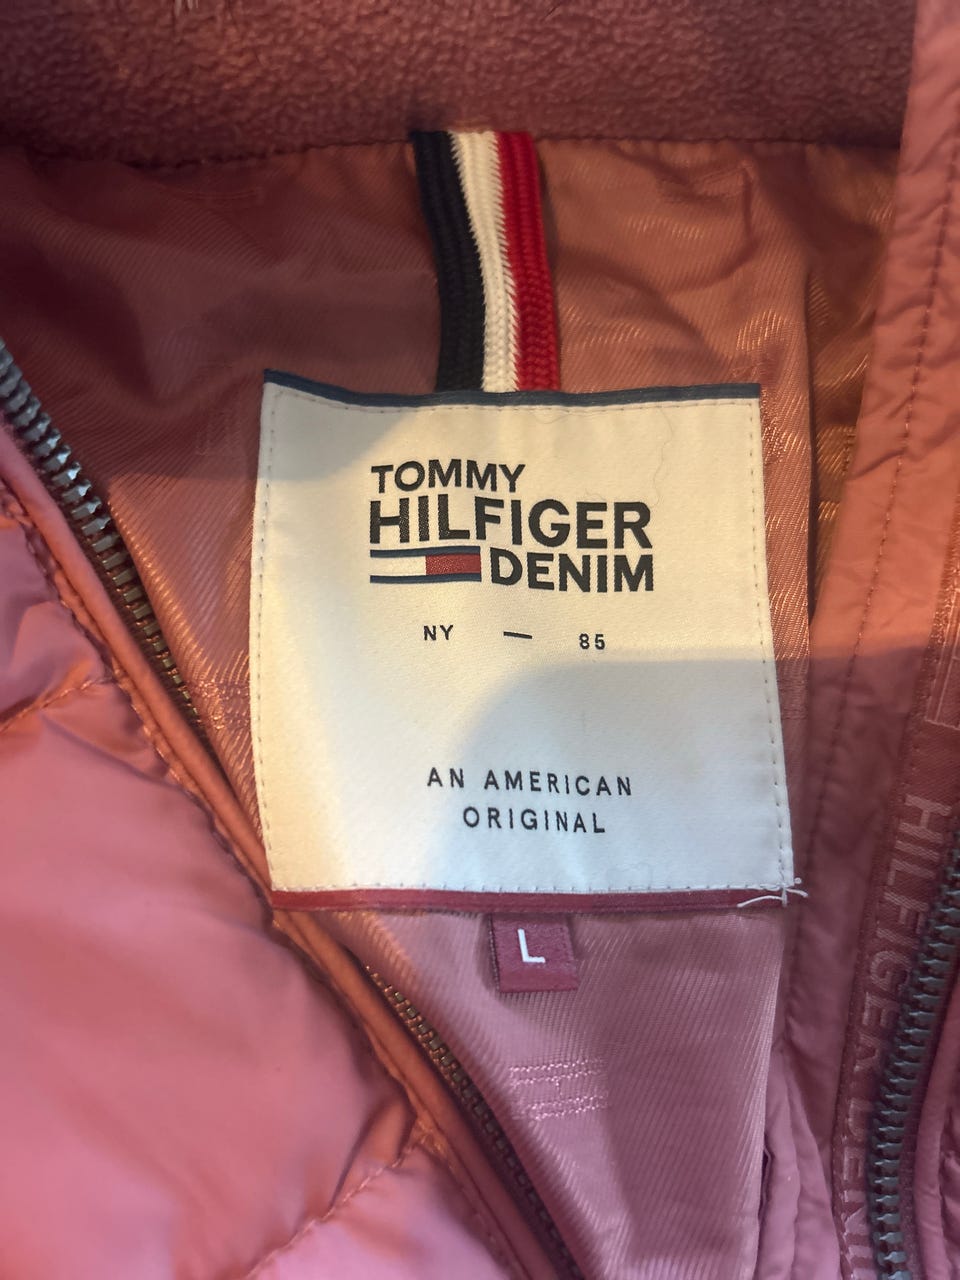 TOMMY
HILFIGER
DENIM
NY — 85
AN AMERICAN
ORIGINAL
L
HILFIGER DENIM